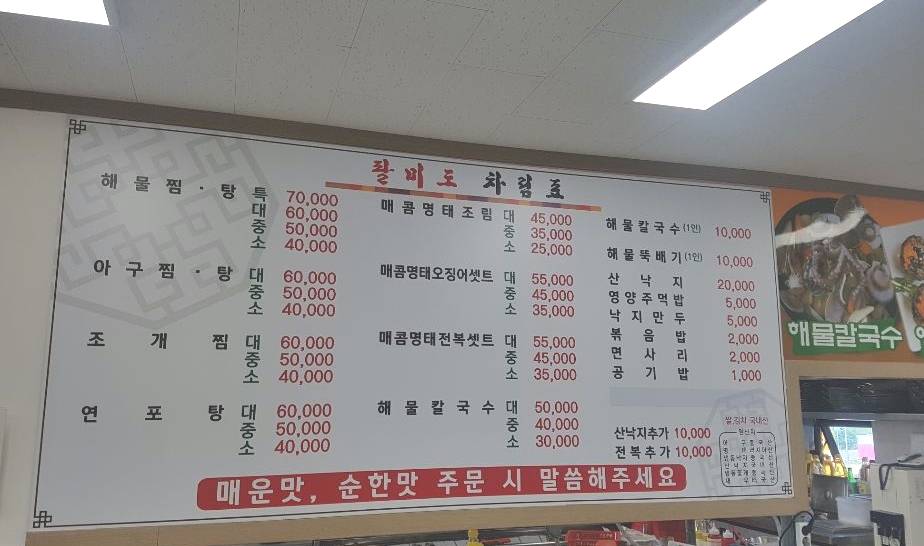 팔미도 차림표
해물찜·탕 특 70,000
대 60,000
중 50,000
소 40,000
아구찜·탕 대 60,000
중 50,000
소 40,000
조개찜 대 60,000
중 50,000
소 40,000
연포탕 대 60,000
중 50,000
소 40,000
매콤명태조림 대 45,000
중 35,000
소 25,000
매콤명태오징어셋트 대 55,000
중 45,000
소 35,000
매콤명태전복셋트 대 55,000
중 45,000
소 35,000
해물칼국수 대 50,000
중 40,000
소 30,000
해물칼국수(1인) 10,000
해물뚝배기(1인) 10,000
산낙지 20,000
영양주먹밥 5,000
낙지만두 5,000
볶음밥 2,000
면사리 2,000
공기밥 1,000
산낙지추가 10,000
전복추가 10,000
쌀,김치 국내산
원산지
매운맛, 순한맛 주문 시 말씀해주세요
해물칼국수